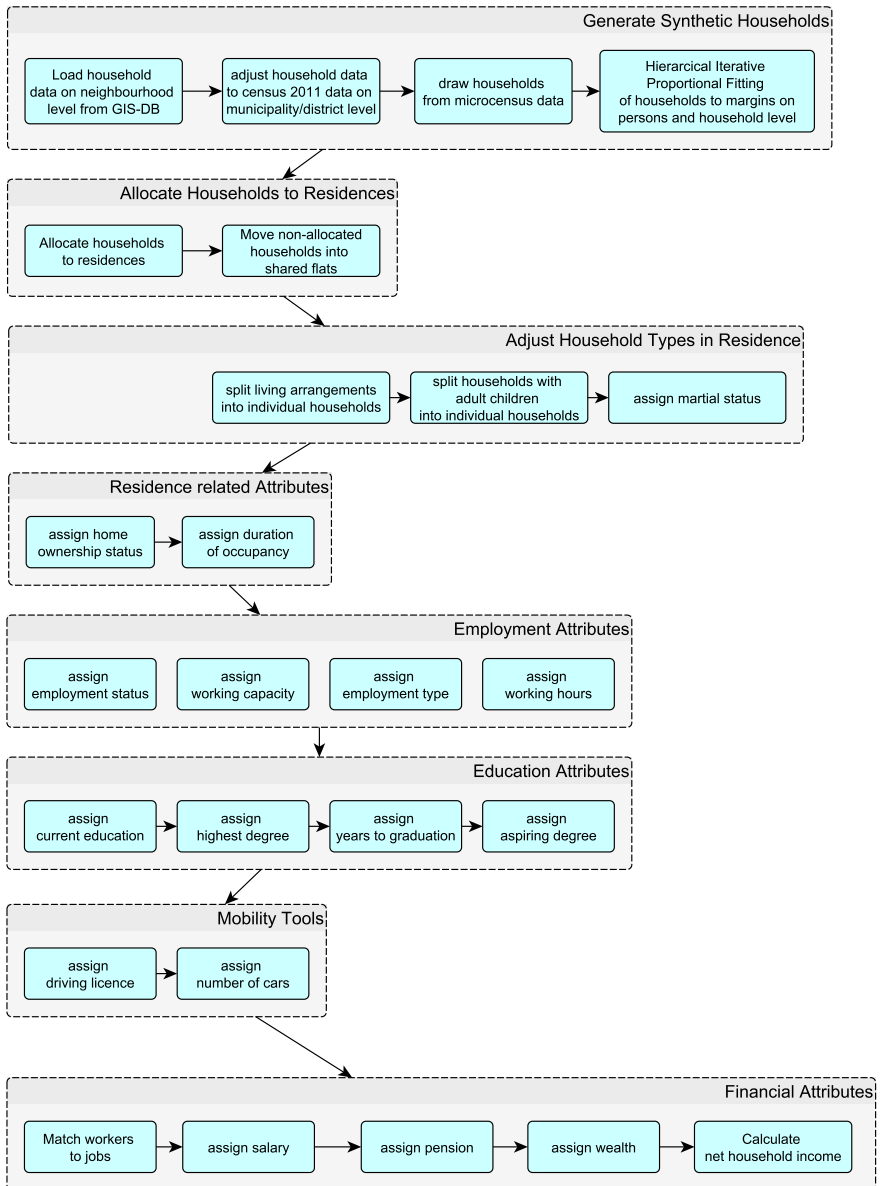 Generate Synthetic Households
Load household
data on neighbourhood
level from GIS-DB
adjust household data
to census 2011 data on
municipality/district level
draw households
from microcensus data
Hierarcical Iterative
Proportional Fitting
of households to margins on
persons and household level
Allocate Households to Residences
Allocate households
to residences
Move non-allocated
households into
shared flats
Adjust Household Types in Residence
split living arrangements
into individual households
split households with
adult children
into individual households
assign martial status
Residence related Attributes
assign home
ownership status
assign duration
of occupancy
Employment Attributes
assign
employment status
assign
working capacity
assign
employment type
assign
working hours
Education Attributes
assign
current education
assign
highest degree
assign
years to graduation
assign
aspiring degree
Mobility Tools
assign
driving licence
assign
number of cars
Financial Attributes
Match workers
to jobs
assign salary
assign pension
assign wealth
Calculate
net household income